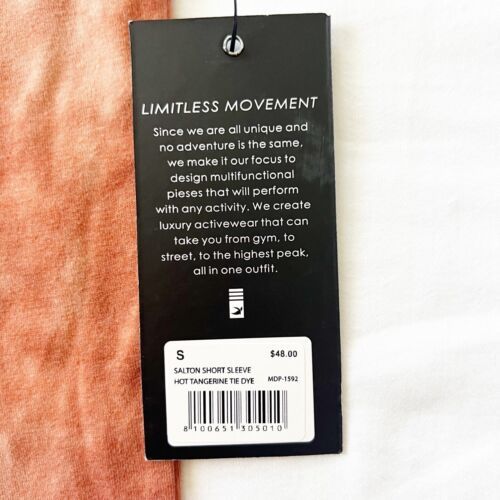 LIMITLESS MOVEMENT
Since we are all unique and
no adventure is the same,
we make it our focus to
design multifunctional
pieses that will perform
with any activity. We create
luxury activewear that can
take you from gym, to
street, to the highest peak,
all in one outfit.
S $48.00
SALTON SHORT SLEEVE
HOT TANGERINE TIE DYE MDP-1592
8 100651 305010